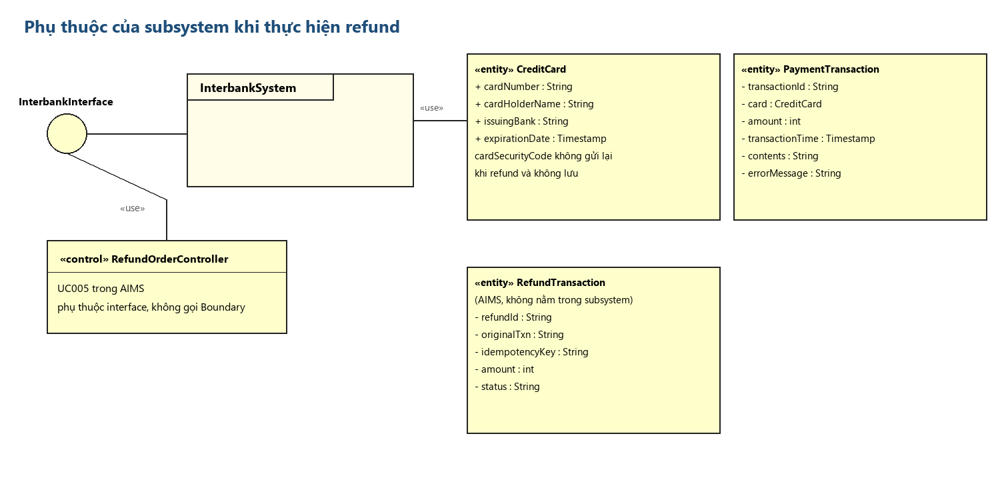 Phụ thuộc của subsystem khi thực hiện refund
InterbankInterface
InterbankSystem
«use»
«entity» CreditCard
+ cardNumber : String
+ cardHolderName : String
+ issuingBank : String
+ expirationDate : Timestamp
cardSecurityCode không gửi lại
khi refund và không lưu
«entity» PaymentTransaction
- transactionId : String
- card : CreditCard
- amount : int
- transactionTime : Timestamp
- contents : String
- errorMessage : String
«use»
«control» RefundOrderController
UC005 trong AIMS
phụ thuộc interface, không gọi Boundary
«entity» RefundTransaction
(AIMS, không nằm trong subsystem)
- refundId : String
- originalTxn : String
- idempotencyKey : String
- amount : int
- status : String